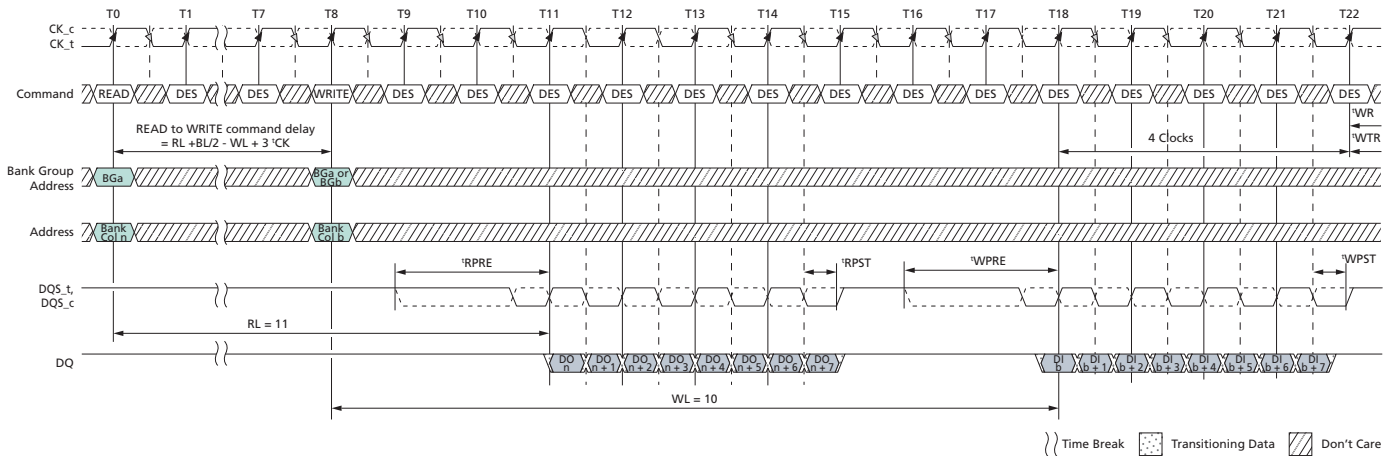 T0 T1 T7 T8 T9 T10 T11 T12 T13 T14 T15 T16 T17 T18 T19 T20 T21 T22
CK_c
CK_t
Command READ DES DES WRITE DES DES DES DES DES DES DES DES DES DES DES DES DES DES
READ to WRITE command delay
= RL +BL/2 - WL + 3 tCK
tWR
4 Clocks tWTR
Bank Group
Address
BGa
BGa or
BGb
Address
Bank
Col n
Bank
Col b
tRPRE tRPST tWPRE tWPST
DQS_t,
DQS_c
RL = 11
DQ
DO
n
DO
n + 1
DO
n + 2
DO
n + 3
DO
n + 4
DO
n + 5
DO
n + 6
DO
n + 7
DI
b
DI
b + 1
DI
b + 2
DI
b + 3
DI
b + 4
DI
b + 5
DI
b + 6
DI
b + 7
WL = 10
Time Break Transitioning Data Don't Care